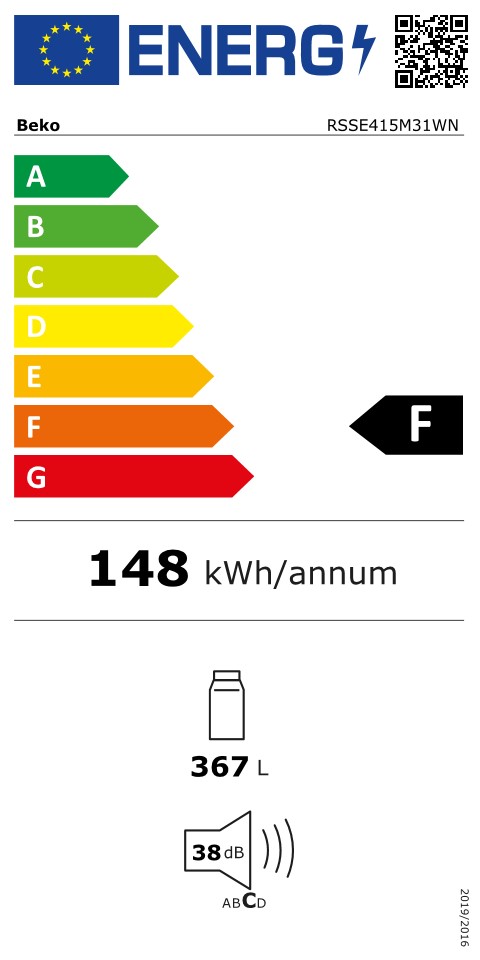 ENERG
Beko RSSE415M31WN
A
B
C
D
E
F
F
G
148 kWh/annum
367 L
38 dB
ABCD
2019/2016